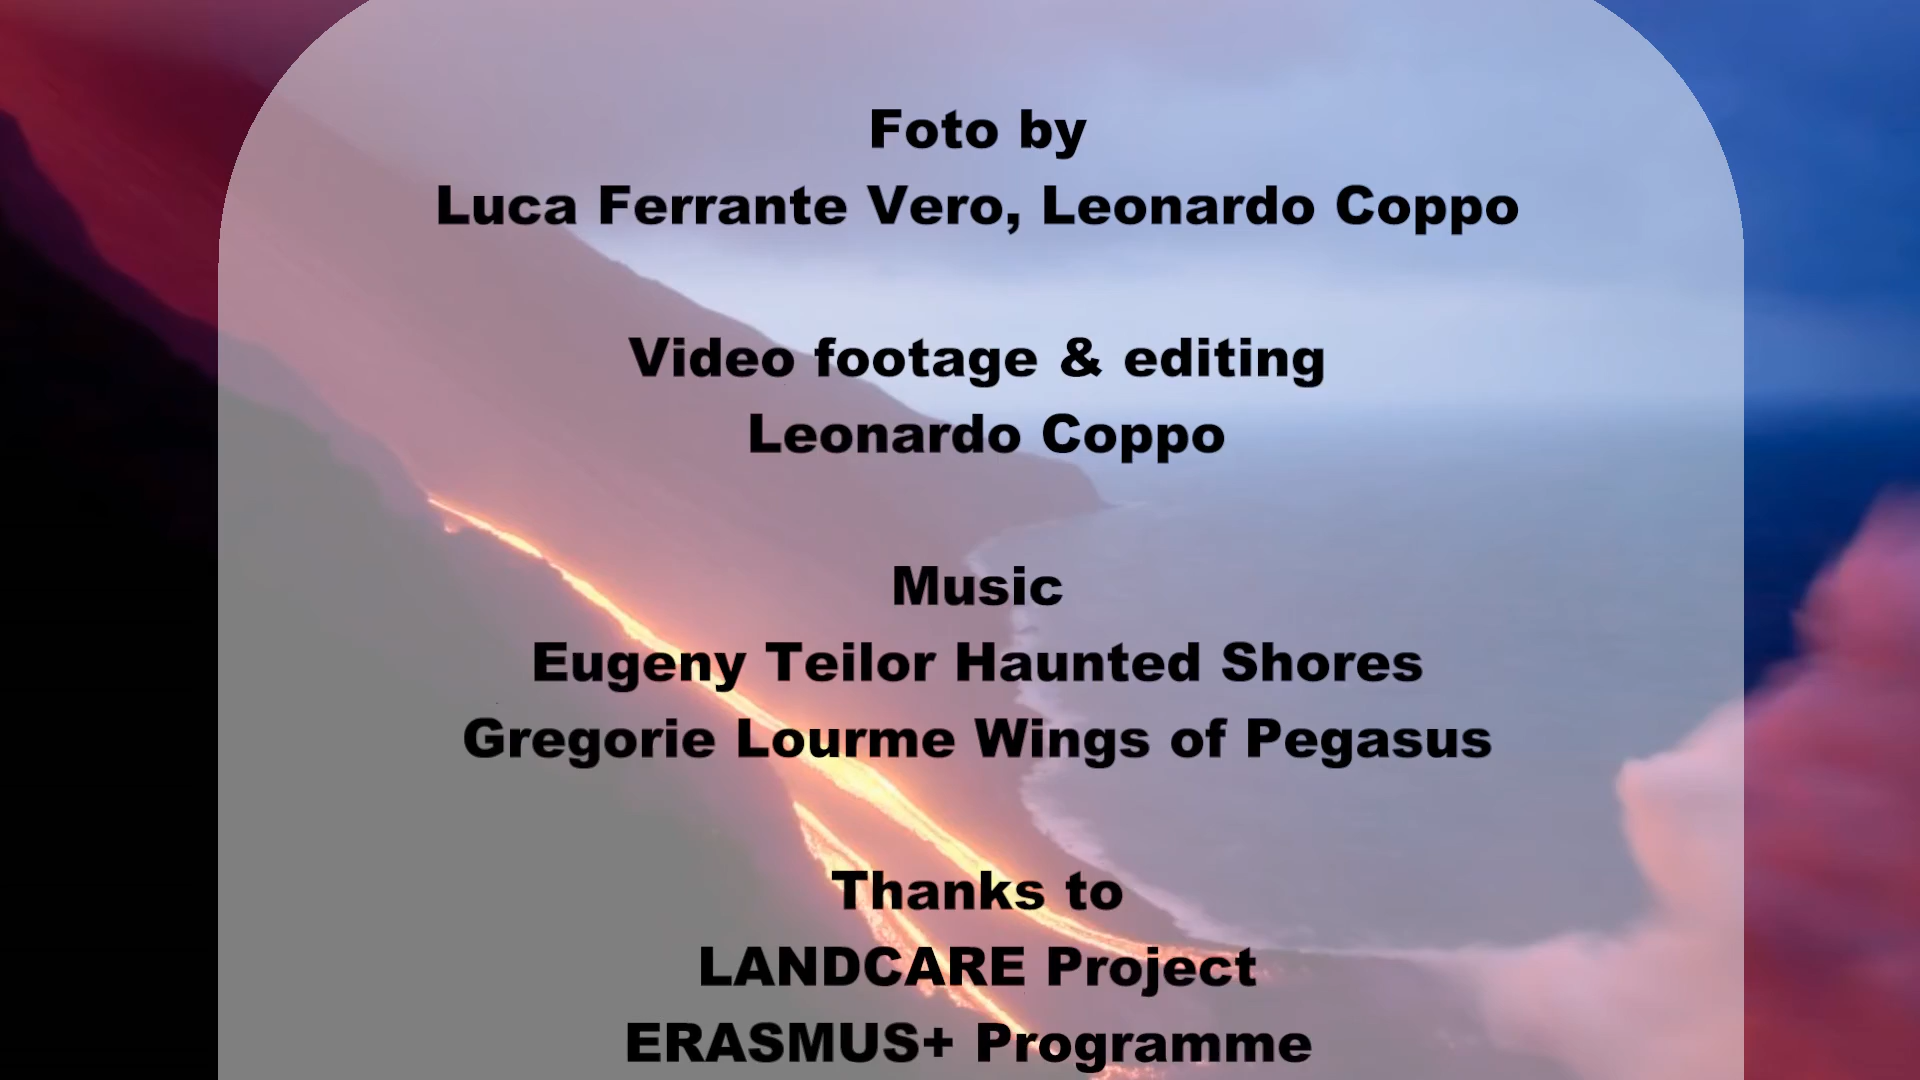 Foto by
Luca Ferrante Vero, Leonardo Coppo
Video footage & editing
Leonardo Coppo
Music
Eugeny Teilor Haunted Shores
Gregorie Lourme Wings of Pegasus
Thanks to
LANDCARE Project
ERASMUS+ Programme